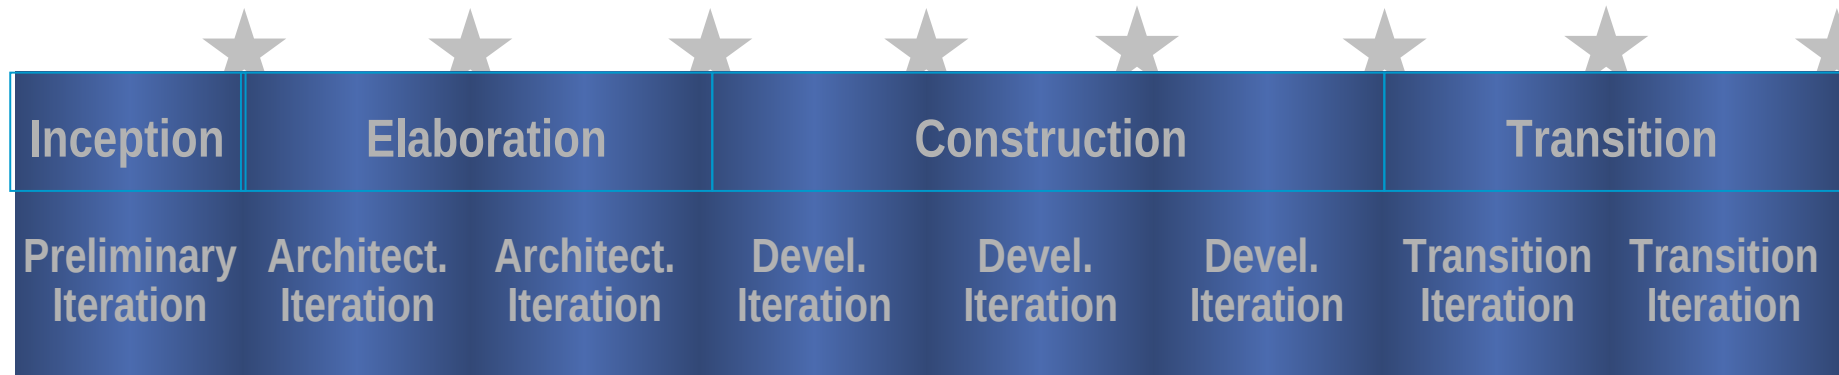 Inception Elaboration Construction Transition
Preliminary Architect. Architect. Devel. Devel. Devel. Transition Transition
Iteration Iteration Iteration Iteration Iteration Iteration Iteration Iteration